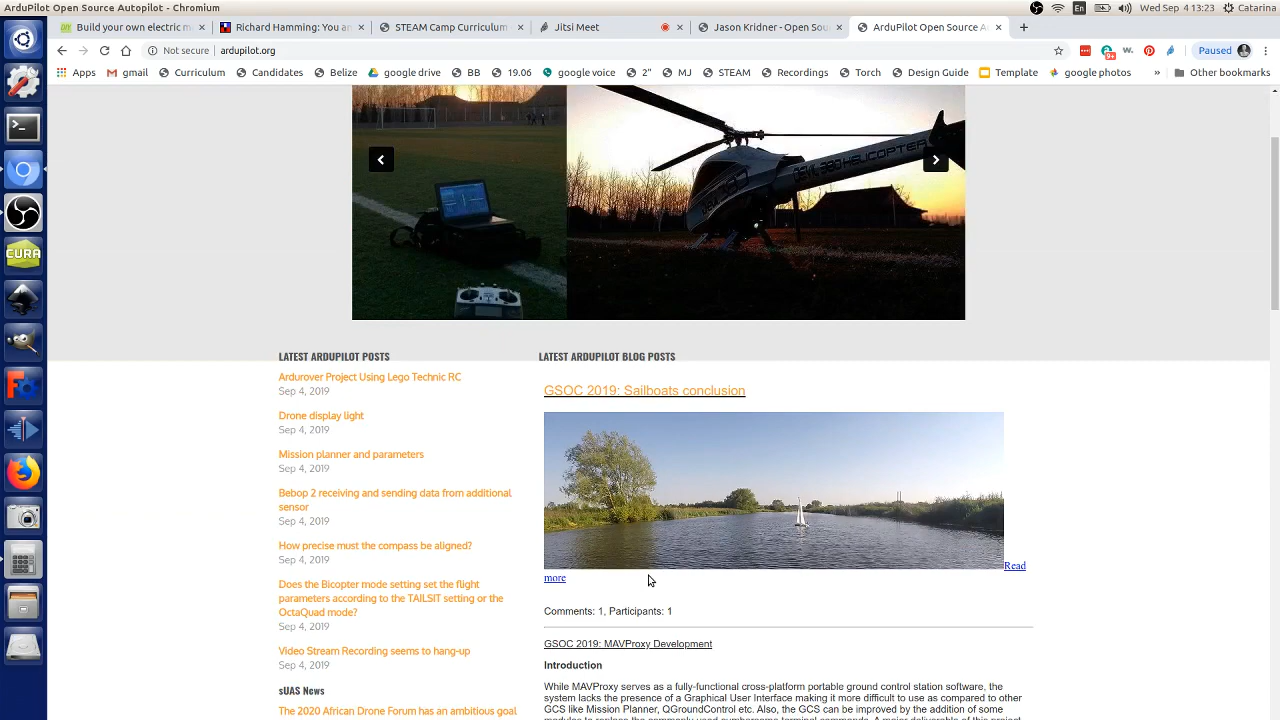 ArduPilot Open Source Autopilot - Chromium
En
Wed Sep 4 13:23
Catarina
Build your own electric m
Richard Hamming: You an
STEAM Camp Curriculum
Jitsi Meet
Jason Kridner - Open Sou
ArduPilot Open Source A
Not secure
ardupilot.org
9+
Paused
Apps
gmail
Curriculum
Candidates
Belize
google drive
BB
19.06
google voice
2"
MJ
STEAM
Recordings
Torch
Design Guide
Template
google photos
»
Other bookmarks
CURA
LATEST ARDUPILOT POSTS
Ardurover Project Using Lego Technic RC
Sep 4, 2019
Drone display light
Sep 4, 2019
Mission planner and parameters
Sep 4, 2019
Bebop 2 receiving and sending data from additional
sensor
Sep 4, 2019
How precise must the compass be aligned?
Sep 4, 2019
Does the Bicopter mode setting set the flight
parameters according to the TAILSIT setting or the
OctaQuad mode?
Sep 4, 2019
Video Stream Recording seems to hang-up
Sep 4, 2019
sUAS News
The 2020 African Drone Forum has an ambitious goal
LATEST ARDUPILOT BLOG POSTS
GSOC 2019: Sailboats conclusion
Read
more
Comments: 1, Participants: 1
GSOC 2019: MAVProxy Development
Introduction
While MAVProxy serves as a fully-functional cross-platform portable ground control station software, the
system lacks the presence of a Graphical User Interface making it more difficult to use as compared to other
GCS like Mission Planner, QGroundControl etc. Also, the GCS can be improved by the addition of some